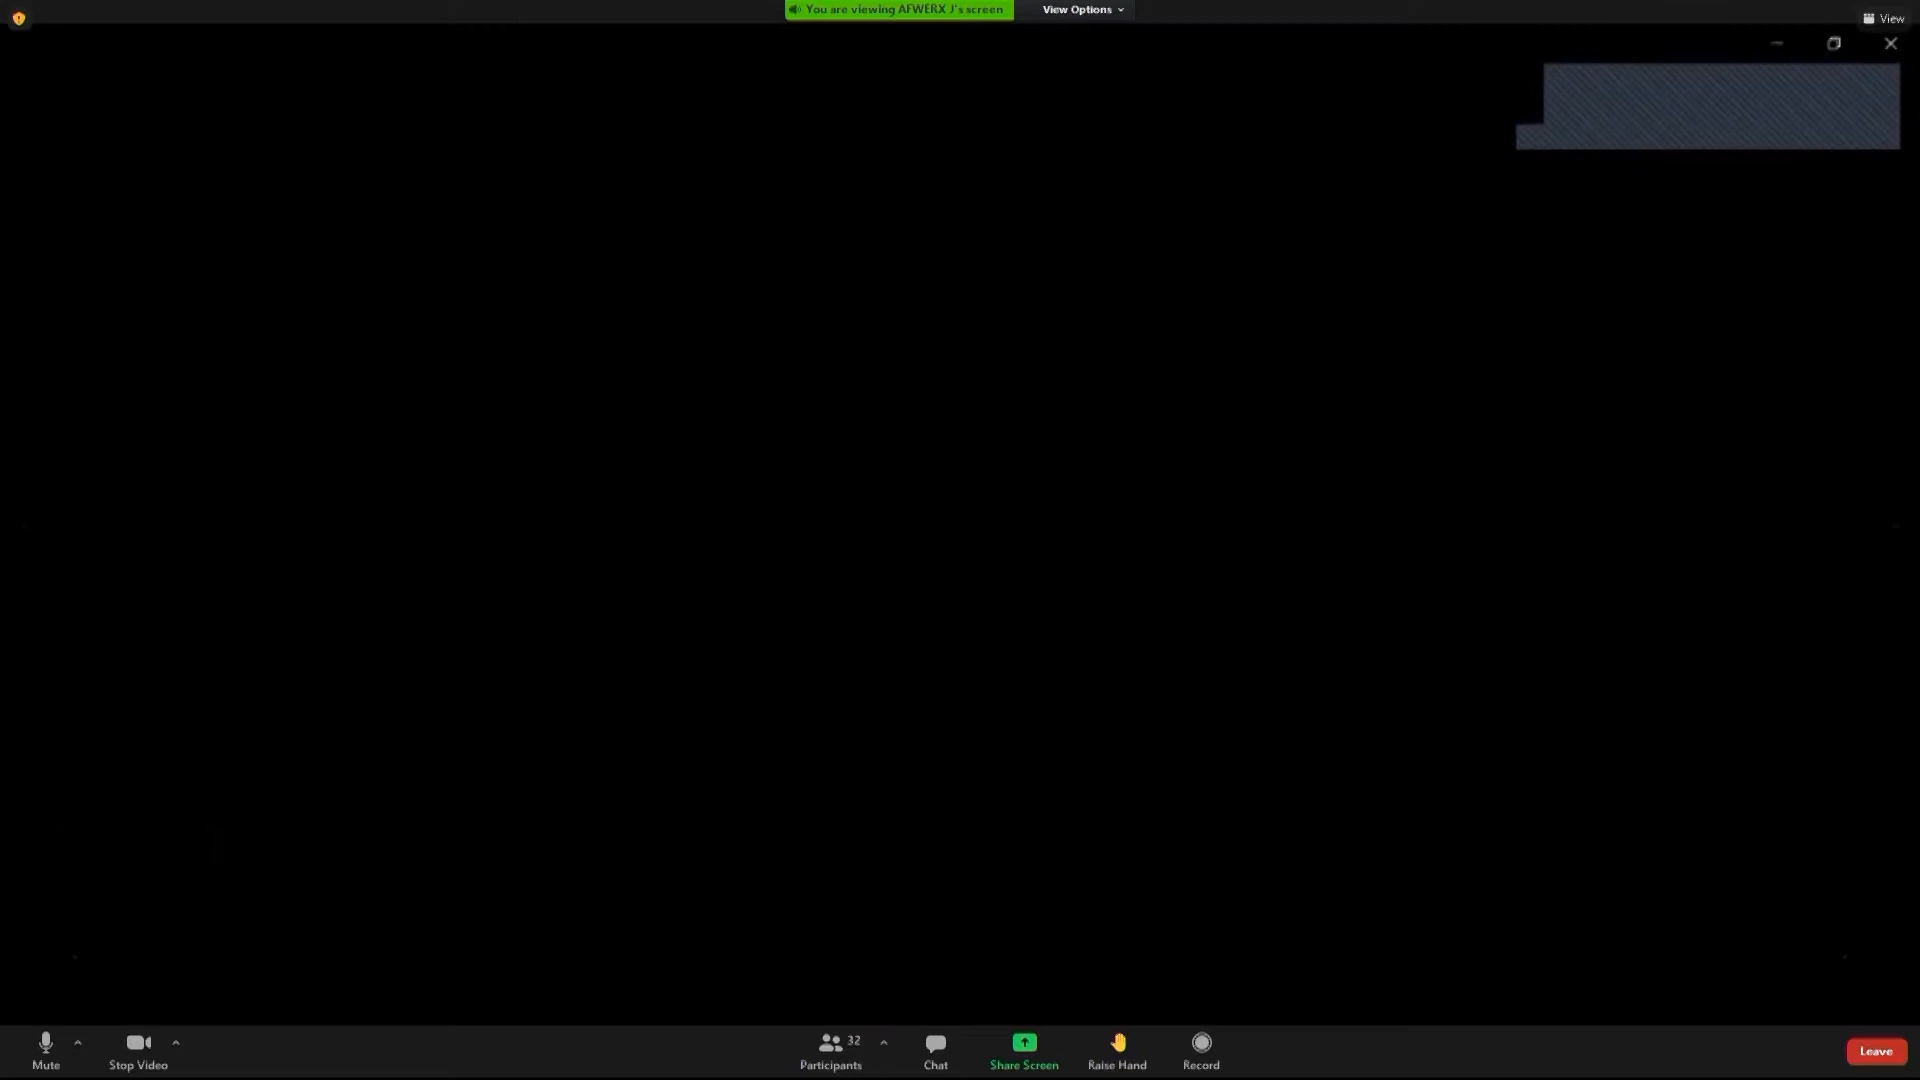 You are viewing AFWERX J's screen
View Options
View
Mute
Stop Video
32
Participants
Chat
Share Screen
Raise Hand
Record
Leave